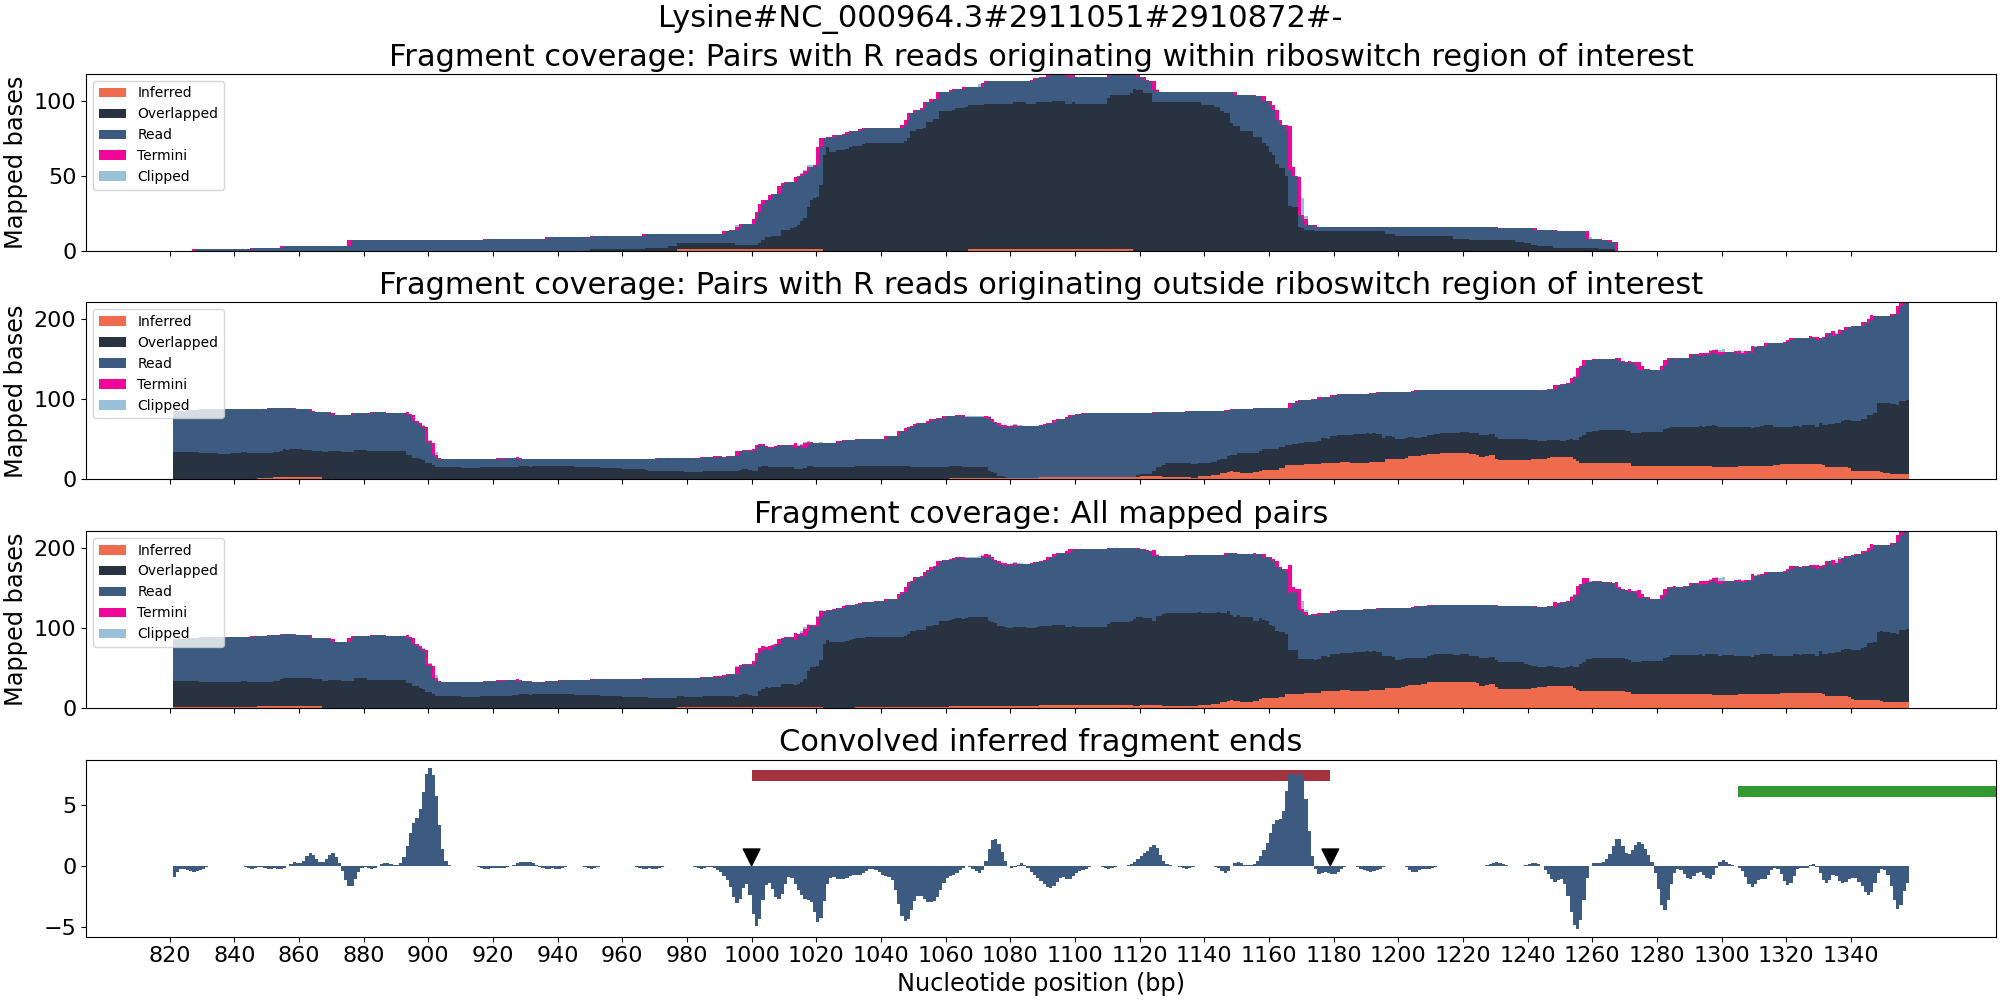 Lysine#NC_000964.3#2911051#2910872#-
Fragment coverage: Pairs with R reads originating within riboswitch region of interest
Mapped bases
100
50
0
Inferred
Overlapped
Read
Termini
Clipped
Fragment coverage: Pairs with R reads originating outside riboswitch region of interest
Mapped bases
200
100
0
Inferred
Overlapped
Read
Termini
Clipped
Fragment coverage: All mapped pairs
Mapped bases
200
100
0
Inferred
Overlapped
Read
Termini
Clipped
Convolved inferred fragment ends
5
0
−5
820 840 860 880 900 920 940 960 980 1000 1020 1040 1060 1080 1100 1120 1140 1160 1180 1200 1220 1240 1260 1280 1300 1320 1340
Nucleotide position (bp)